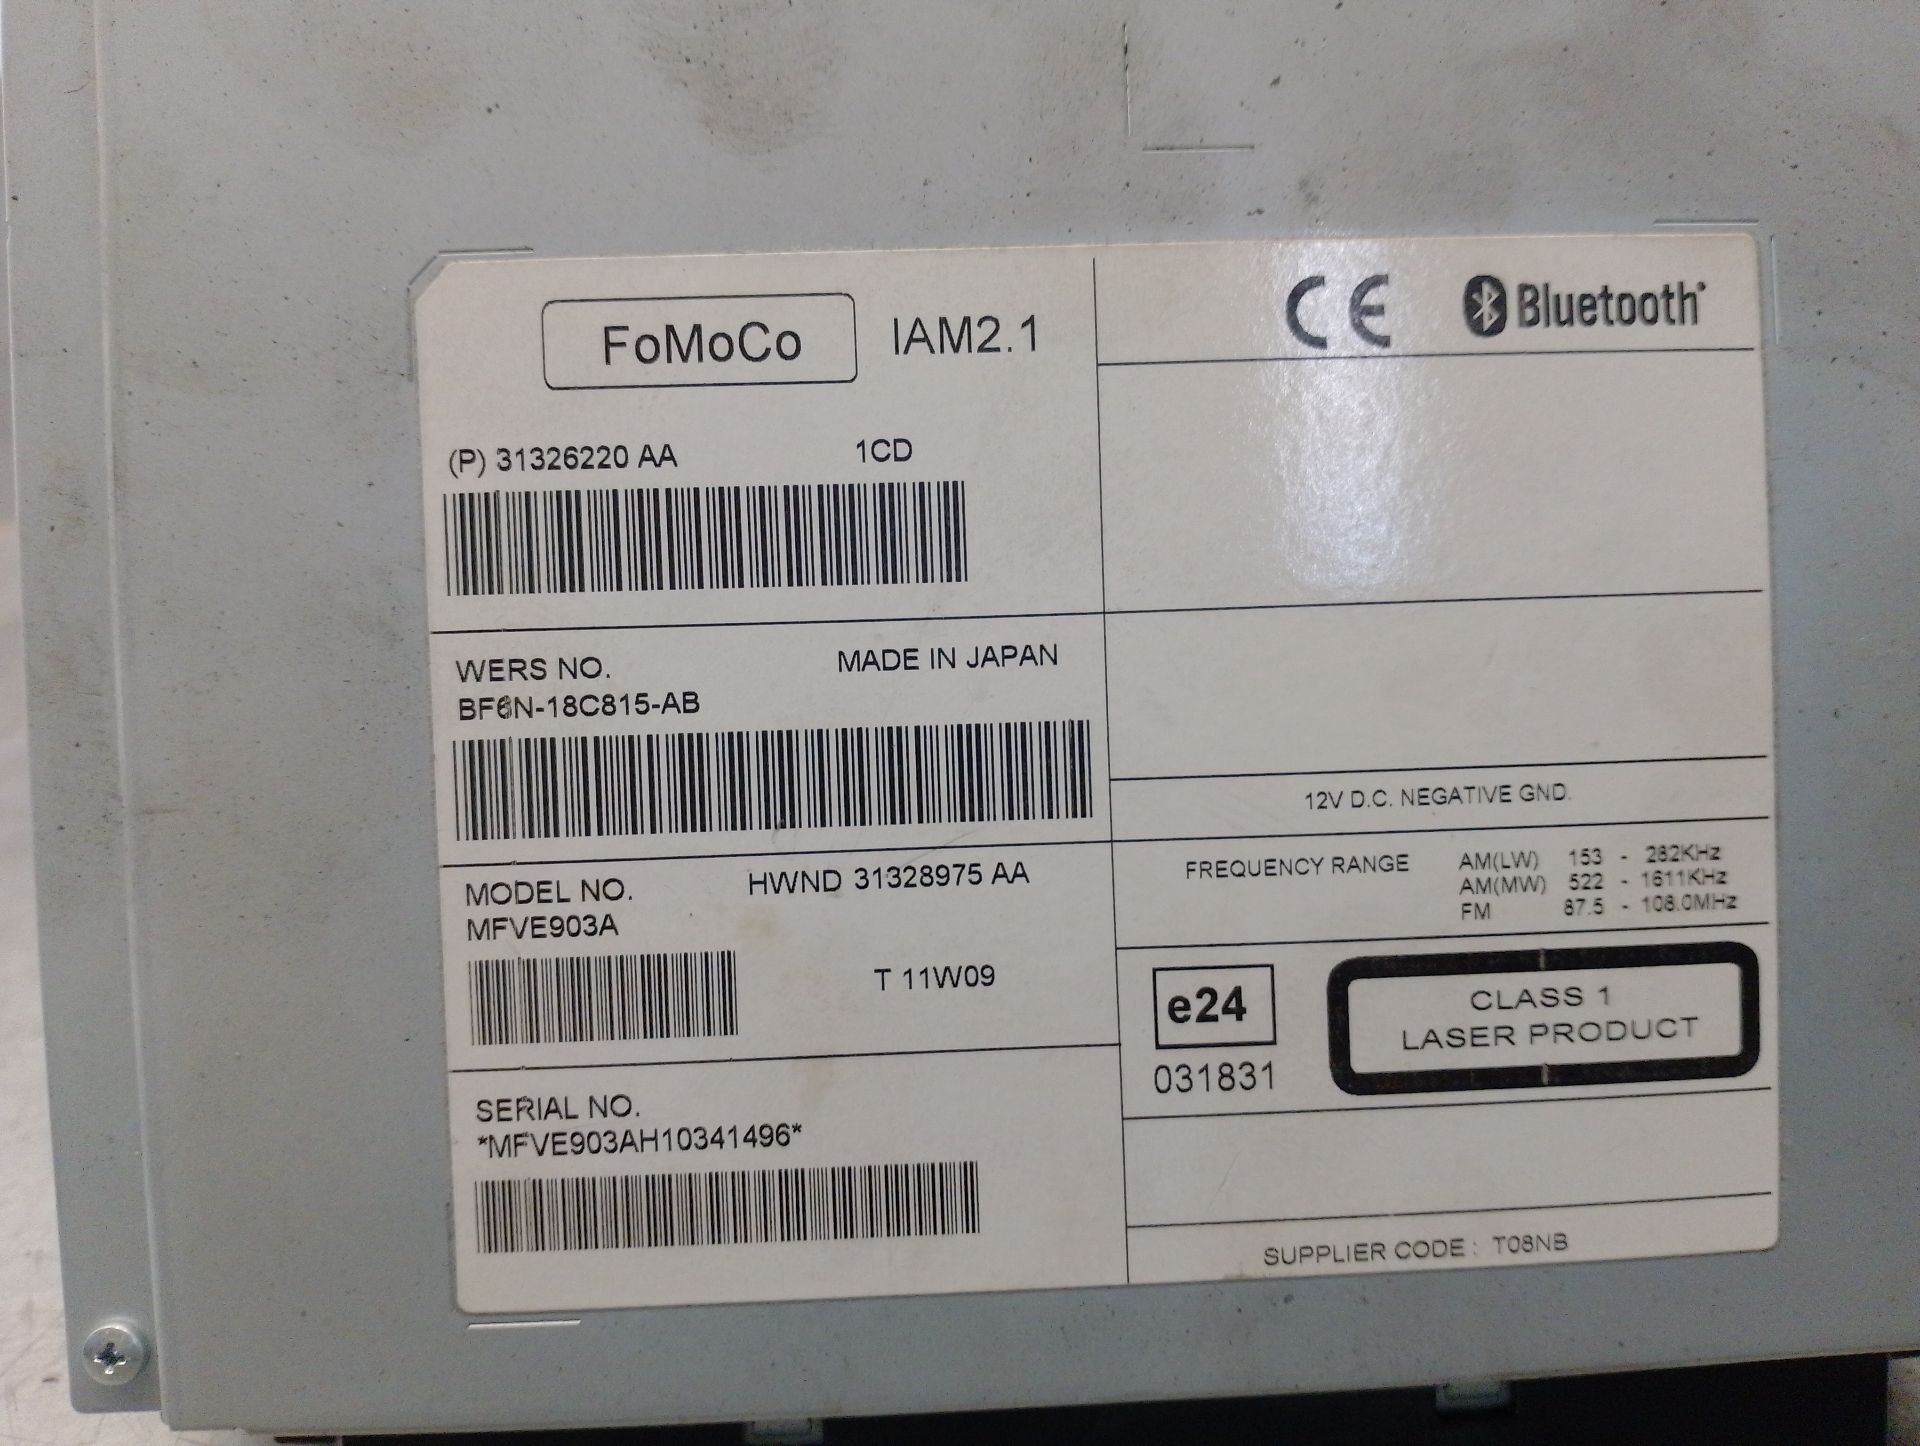 FoMoCo IAM2.1
(P) 31326220 AA 1CD
WERS NO. MADE IN JAPAN
BF6N-18C815-AB
MODEL NO. HWND 31328975 AA
MFVE903A
T 11W09
SERIAL NO.
*MFVE903AH10341496*
CE Bluetooth
12V D.C. NEGATIVE GND.
FREQUENCY RANGE AM(LW) 153 - 282KHz
AM(MW) 522 - 1611KHz
FM 87.5 - 108.0MHz
e24
031831
CLASS 1
LASER PRODUCT
SUPPLIER CODE : T08NB